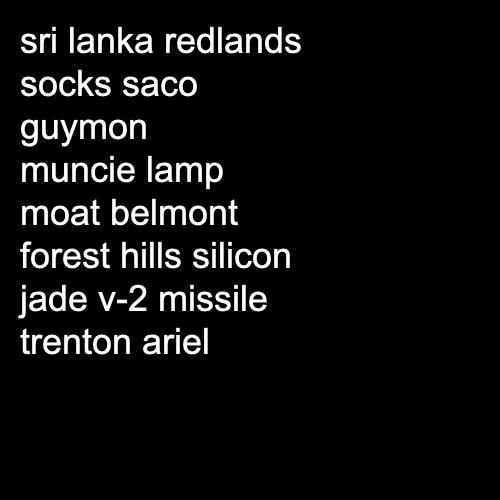 sri lanka redlands
socks saco
guymon
muncie lamp
moat belmont
forest hills silicon
jade v-2 missile
trenton ariel